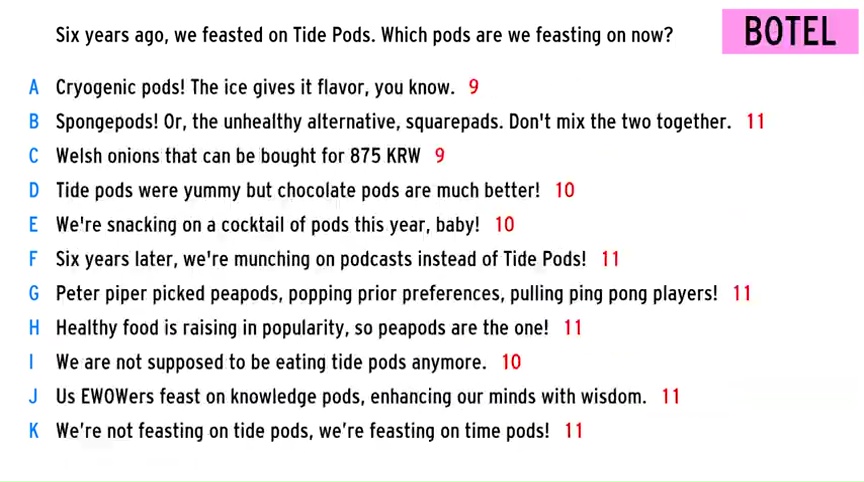 Six years ago, we feasted on Tide Pods. Which pods are we feasting on now?
BOTEL
A Cryogenic pods! The ice gives it flavor, you know. 9
B Spongepods! Or, the unhealthy alternative, squarepads. Don't mix the two together. 11
C Welsh onions that can be bought for 875 KRW 9
D Tide pods were yummy but chocolate pods are much better! 10
E We're snacking on a cocktail of pods this year, baby! 10
F Six years later, we're munching on podcasts instead of Tide Pods! 11
G Peter piper picked peapods, popping prior preferences, pulling ping pong players! 11
H Healthy food is raising in popularity, so peapods are the one! 11
I We are not supposed to be eating tide pods anymore. 10
J Us EWOWers feast on knowledge pods, enhancing our minds with wisdom. 11
K We’re not feasting on tide pods, we’re feasting on time pods! 11